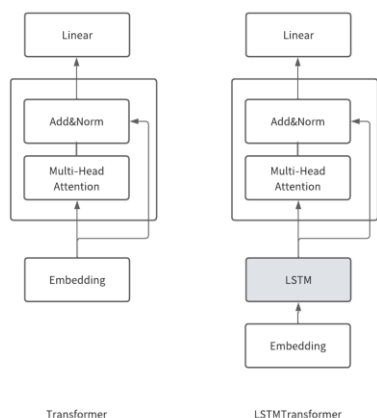 Linear
Add&Norm
Multi-Head
Attention
Embedding
Transformer
Linear
Add&Norm
Multi-Head
Attention
LSTM
Embedding
LSTMTransformer